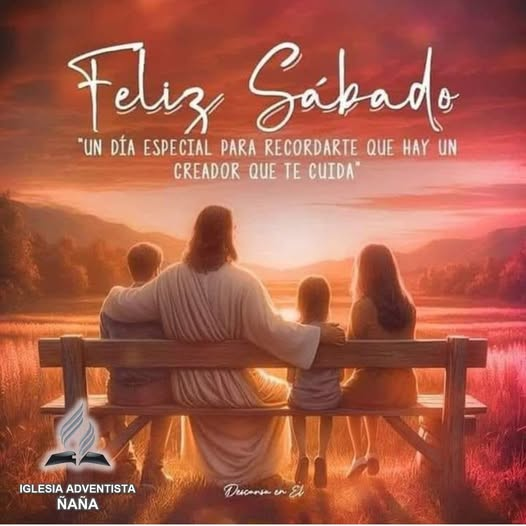 Feliz Sábado
"UN DÍA ESPECIAL PARA RECORDARTE QUE HAY UN
CREADOR QUE TE CUIDA"
IGLESIA ADVENTISTA
ÑAÑA
Descansa en Él